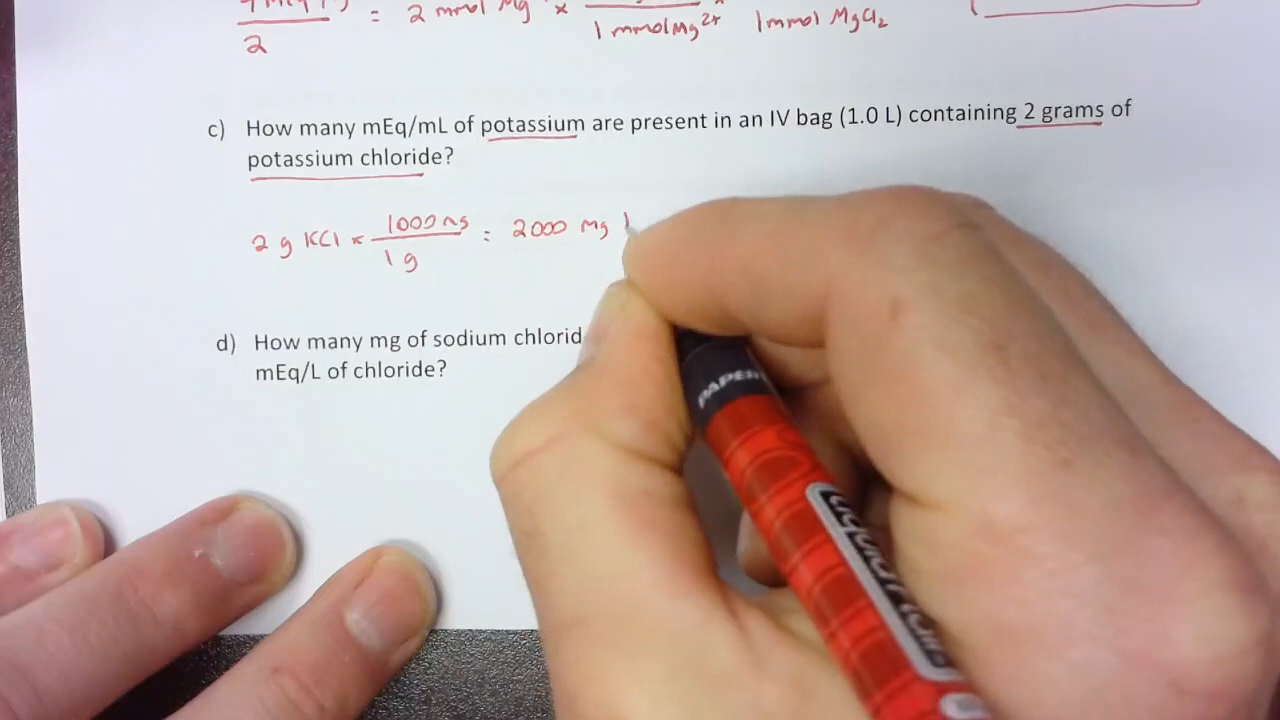 2 = 2 mmol Mg × 1 mmol Mg²⁺ 1 mmol MgCl₂
c) How many mEq/mL of potassium are present in an IV bag (1.0 L) containing 2 grams of
potassium chloride?
2 g KCl × 1000 mg / 1 g = 2000 mg
d) How many mg of sodium chlorid
mEq/L of chloride?
PAPER
Liquid Flair